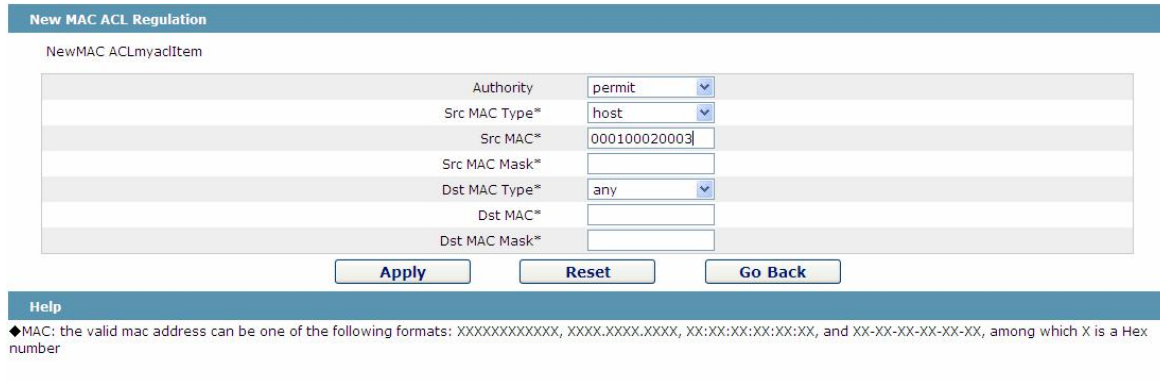 New MAC ACL Regulation
NewMAC ACLmyaclItem
Authority permit
Src MAC Type* host
Src MAC* 000100020003
Src MAC Mask*
Dst MAC Type* any
Dst MAC*
Dst MAC Mask*
Apply Reset Go Back
Help
◆MAC: the valid mac address can be one of the following formats: XXXXXXXXXXXX, XXXX.XXXX.XXXX, XX:XX:XX:XX:XX:XX, and XX-XX-XX-XX-XX-XX, among which X is a Hex
number